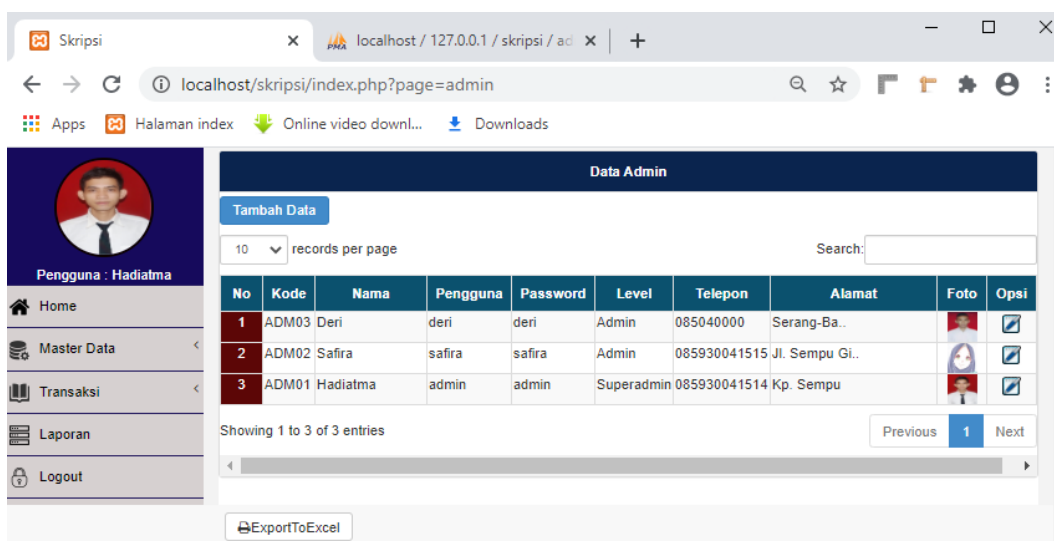 Skripsi
localhost / 127.0.0.1 / skripsi / ad
localhost/skripsi/index.php?page=admin
Apps Halaman index Online video downl... Downloads
Pengguna : Hadiatma
Home
Master Data
Transaksi
Laporan
Logout
Data Admin
Tambah Data
10 records per page Search:
No Kode Nama Pengguna Password Level Telepon Alamat Foto Opsi
1 ADM03 Deri deri deri Admin 085040000 Serang-Ba..
2 ADM02 Safira safira safira Admin 085930041515 Jl. Sempu Gi..
3 ADM01 Hadiatma admin admin Superadmin 085930041514 Kp. Sempu
Showing 1 to 3 of 3 entries Previous 1 Next
ExportToExcel